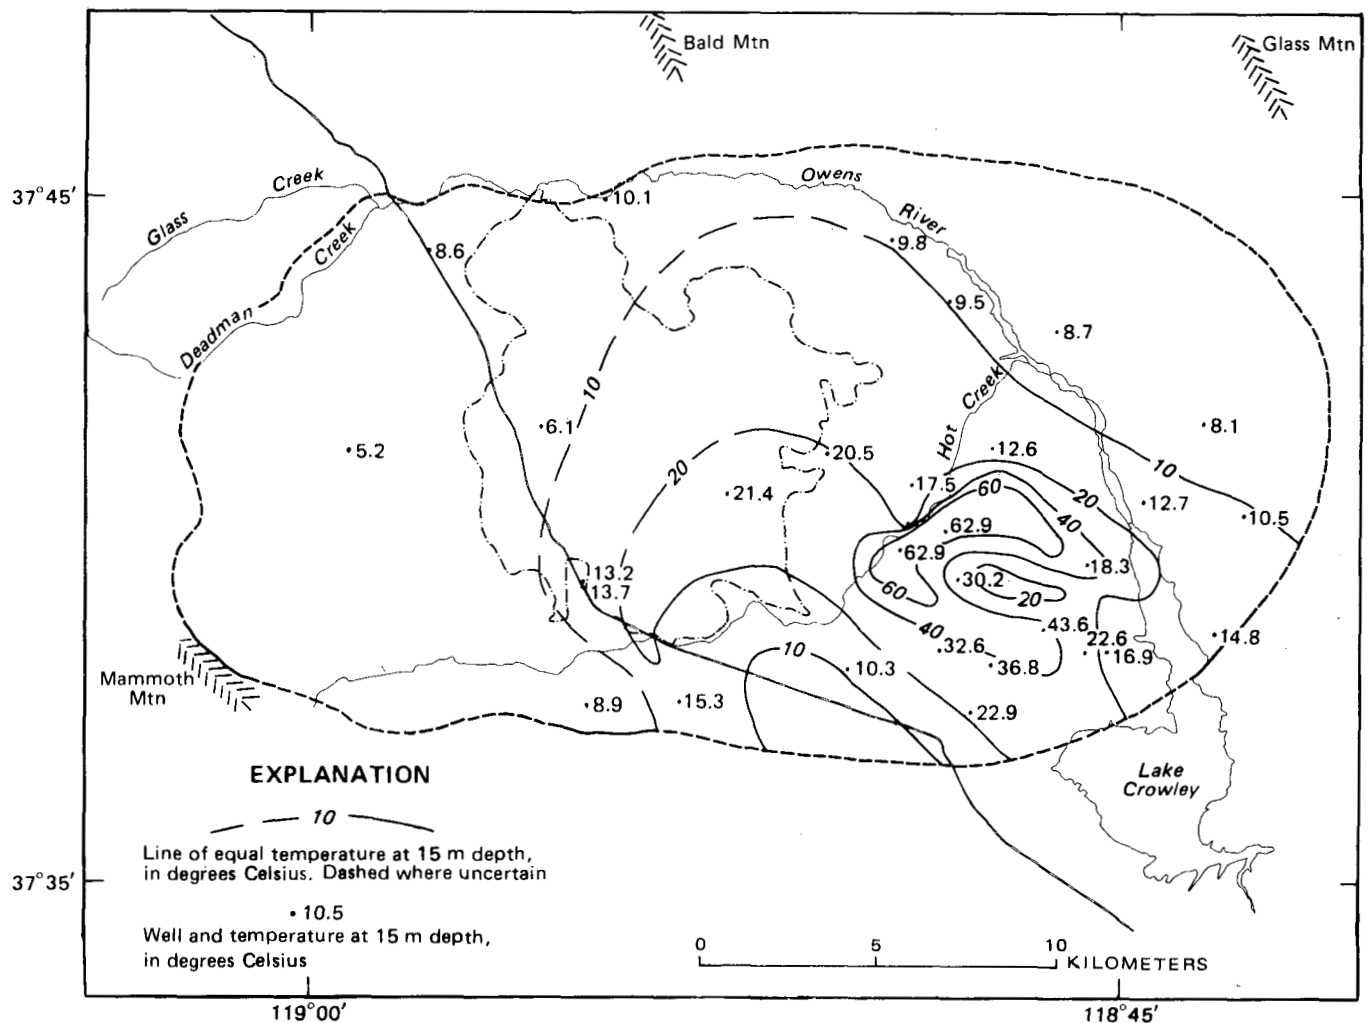 Bald Mtn
Glass Mtn
37°45′
Glass
Creek
Deadman
Creek
Owens
River
10.1
8.6
9.8
9.5
8.7
10
6.1
5.2
Hot
Creek
8.1
20
20.5
21.4
12.6
10
17.5
60
20
40
12.7
10.5
62.9
62.9
18.3
13.2
13.7
30.2
60
20
40
43.6
22.6
14.8
32.6
16.9
36.8
10
10.3
Mammoth
Mtn
8.9
15.3
22.9
Lake
Crowley
EXPLANATION
10
Line of equal temperature at 15 m depth,
in degrees Celsius. Dashed where uncertain
37°35′
10.5
Well and temperature at 15 m depth,
in degrees Celsius
0 5 10
KILOMETERS
119°00′
118°45′